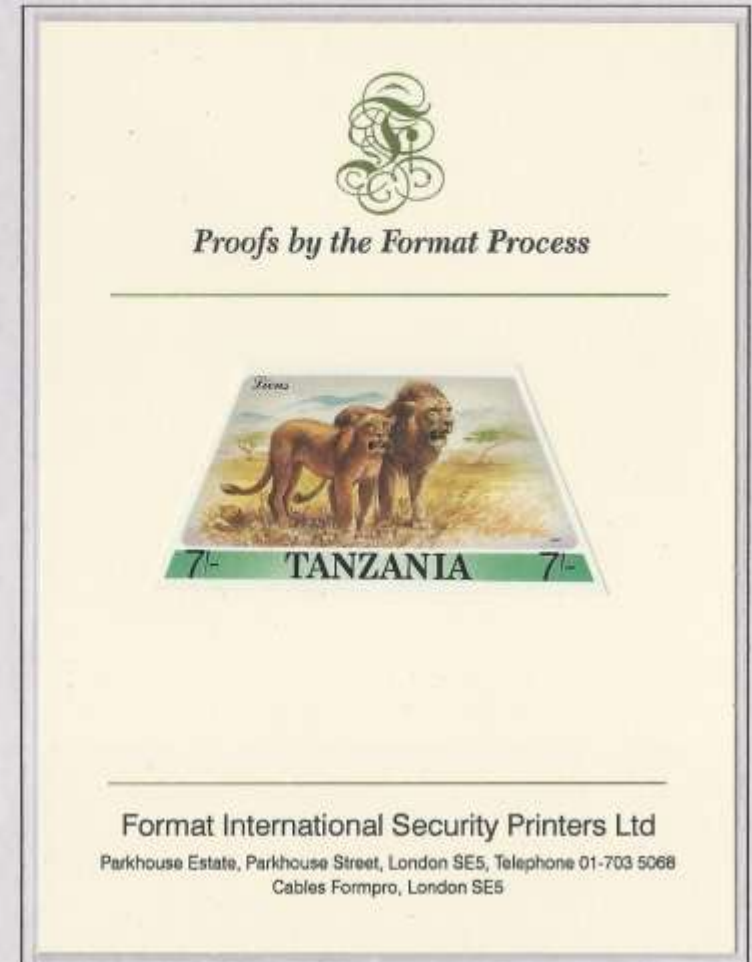 Proofs by the Format Process
Lions
7/- TANZANIA 7/-
Format International Security Printers Ltd
Parkhouse Estate, Parkhouse Street, London SE5, Telephone 01-703 5068
Cables Formpro, London SE5